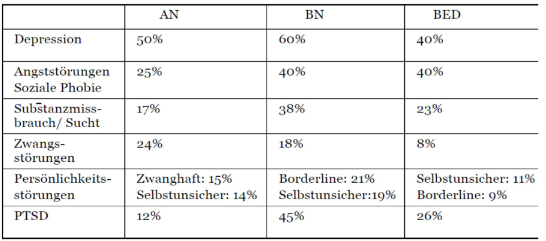 AN BN BED
Depression 50% 60% 40%
Angststörungen 25% 40% 40%
Soziale Phobie
Substanzmiss- 17% 38% 23%
brauch/ Sucht
Zwangs- 24% 18% 8%
störungen
Persönlichkeits- Zwanghaft: 15% Borderline: 21% Selbstunsicher: 11%
störungen Selbstunsicher: 14% Selbstunsicher:19% Borderline: 9%
PTSD 12% 45% 26%